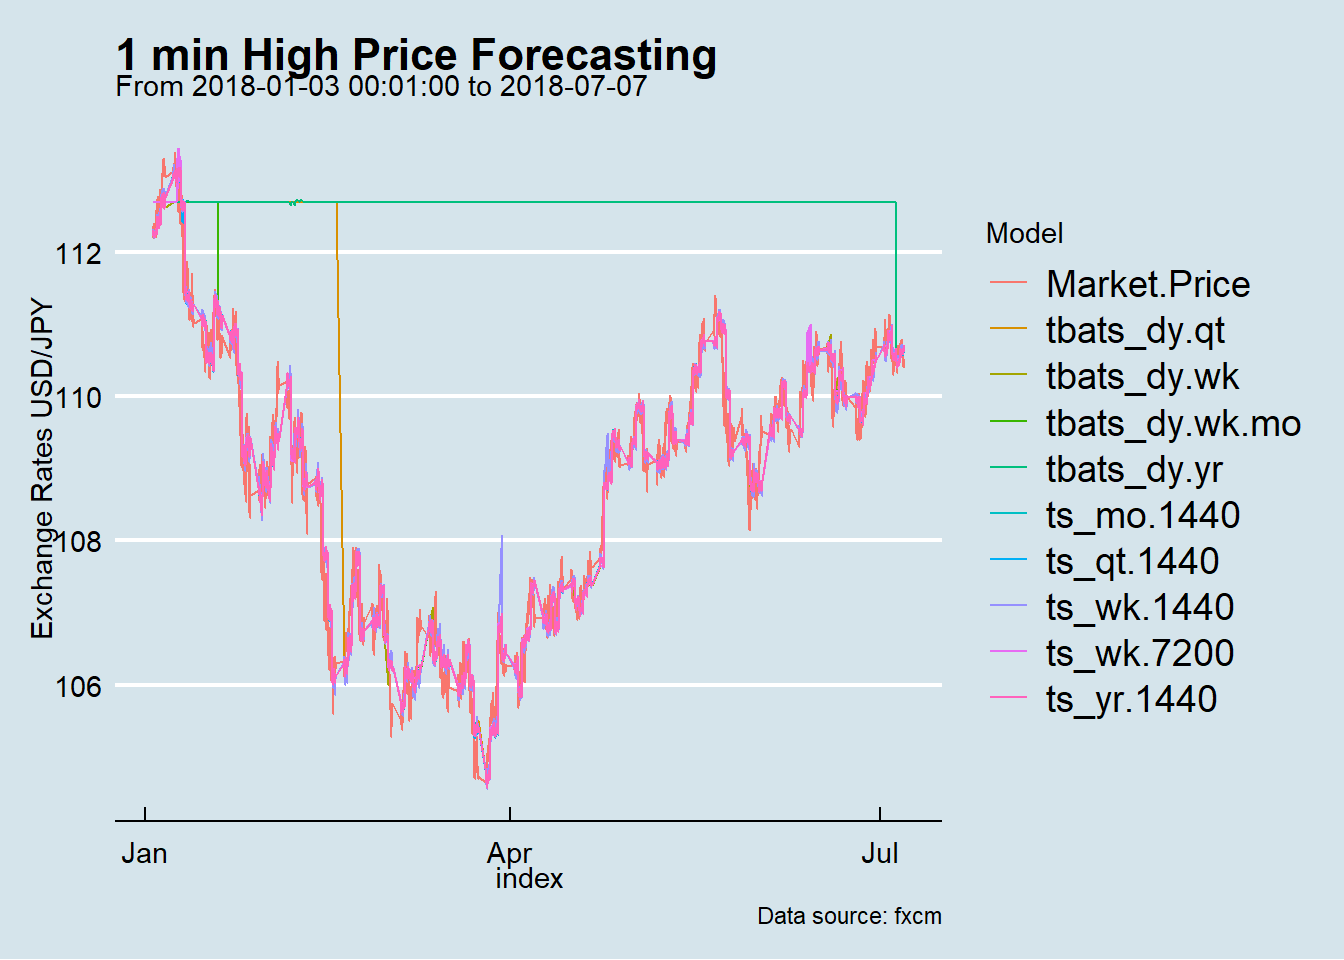 1 min High Price Forecasting
From 2018-01-03 00:01:00 to 2018-07-07
Exchange Rates USD/JPY
112
110
108
106
Jan
Apr
Jul
index
Model
Market.Price
tbats_dy.qt
tbats_dy.wk
tbats_dy.wk.mo
tbats_dy.yr
ts_mo.1440
ts_qt.1440
ts_wk.1440
ts_wk.7200
ts_yr.1440
Data source: fxcm